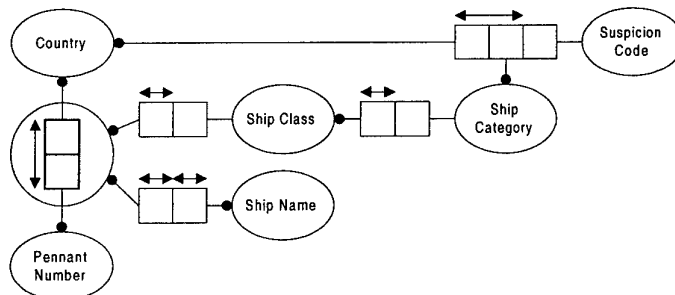 Country
Suspicion
Code
Ship Class
Ship
Category
Ship Name
Pennant
Number